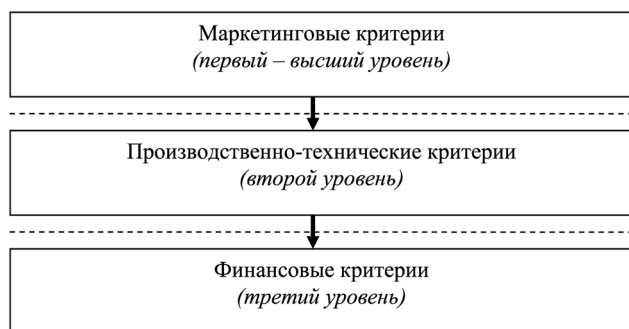 Маркетинговые критерии
(первый – высший уровень)
Производственно-технические критерии
(второй уровень)
Финансовые критерии
(третий уровень)